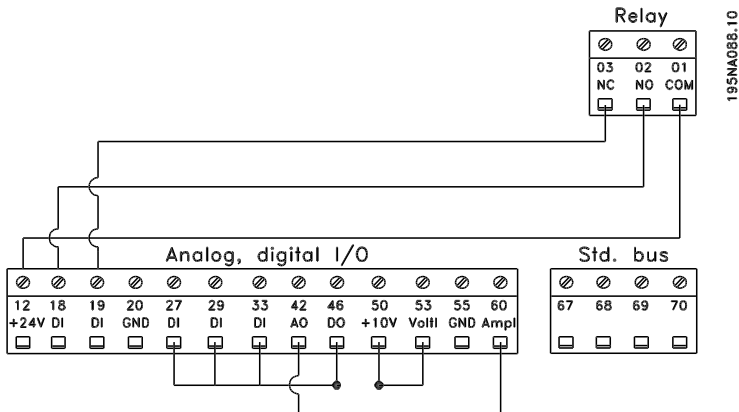 Relay
195NA088.10
03 02 01
NC NO COM
Analog, digital I/O
Std. bus
12 18 19 20 27 29 33 42 46 50 53 55 60
+24V DI DI GND DI DI DI AO DO +10V VoltI GND AmpI
67 68 69 70